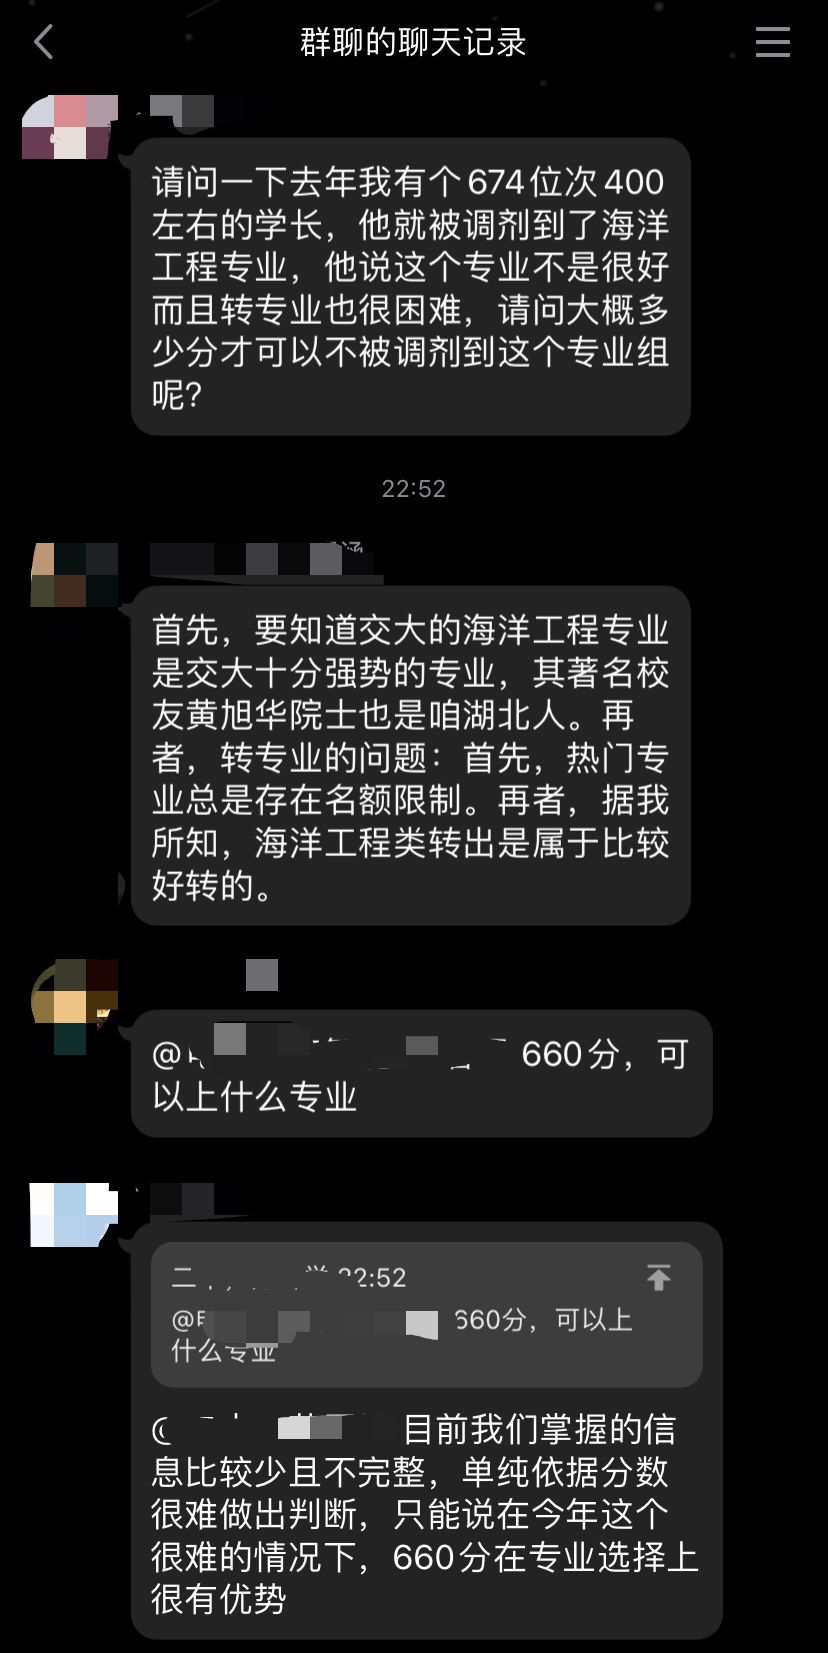 群聊的聊天记录
请问一下去年我有个674位次400
左右的学长，他就被调剂到了海洋
工程专业，他说这个专业不是很好
而且转专业也很困难，请问大概多
少分才可以不被调剂到这个专业组
呢？
22:52
首先，要知道交大的海洋工程专业
是交大十分强势的专业，其著名校
友黄旭华院士也是咱湖北人。再
者，转专业的问题：首先，热门专
业总是存在名额限制。再者，据我
所知，海洋工程类转出是属于比较
好转的。
@ 660分，可
以上什么专业
二 学 22:52
@ 660分，可以上
什么专业
@ 目前我们掌握的信
息比较少且不完整，单纯依据分数
很难做出判断，只能说在今年这个
很难的情况下，660分在专业选择上
很有优势